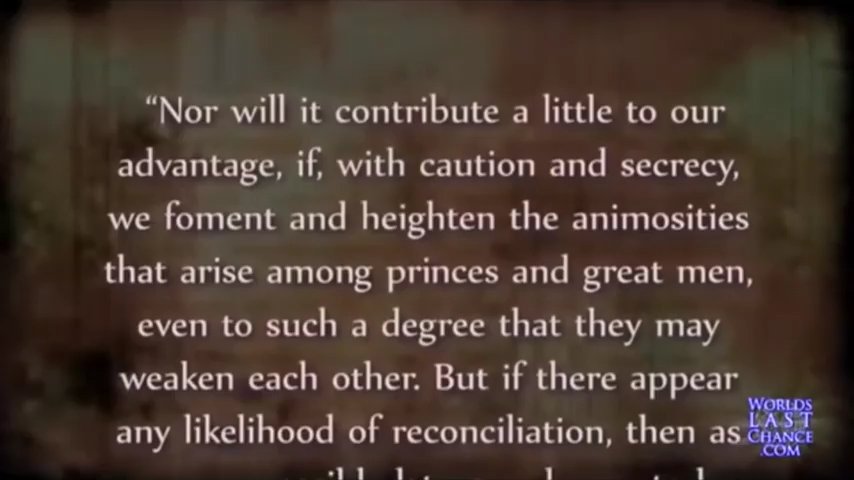 “Nor will it contribute a little to our
advantage, if, with caution and secrecy,
we foment and heighten the animosities
that arise among princes and great men,
even to such a degree that they may
weaken each other. But if there appear
any likelihood of reconciliation, then as
WORLDS
LAST
CHANCE
.COM